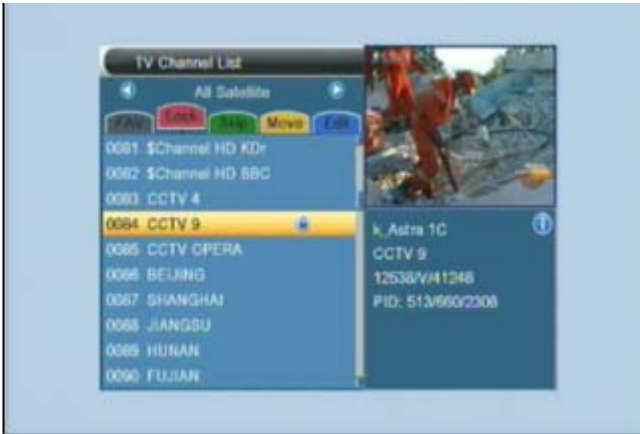 TV Channel List
All Satellite
FAV Lock Skip Move Edit
0081 $Channel HD KDr
0082 $Channel HD BBC
0083 CCTV 4
0084 CCTV 9
0085 CCTV OPERA
0086 BEIJING
0087 SHANGHAI
0088 JIANGSU
0089 HUNAN
0090 FUJIAN
k_Astra 1C
CCTV 9
12538/V/41248
PID: 513/660/2308